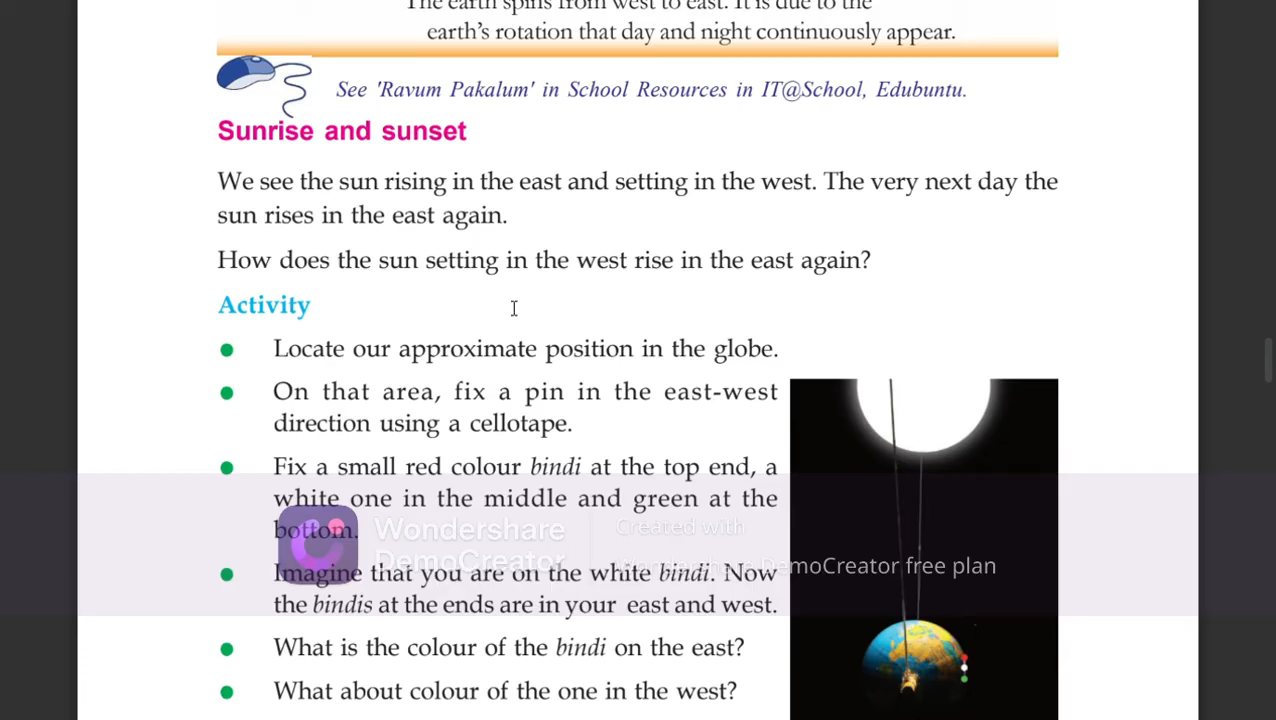 The earth spins from west to east. It is due to the
earth's rotation that day and night continuously appear.
See 'Ravum Pakalum' in School Resources in IT@School, Edubuntu.
Sunrise and sunset
We see the sun rising in the east and setting in the west. The very next day the
sun rises in the east again.
How does the sun setting in the west rise in the east again?
Activity
● Locate our approximate position in the globe.
● On that area, fix a pin in the east-west
direction using a cellotape.
● Fix a small red colour bindi at the top end, a
white one in the middle and green at the
bottom.
Wondershare
DemoCreator
Created with
Wondershare DemoCreator free plan
● Imagine that you are on the white bindi. Now
the bindis at the ends are in your east and west.
● What is the colour of the bindi on the east?
● What about colour of the one in the west?